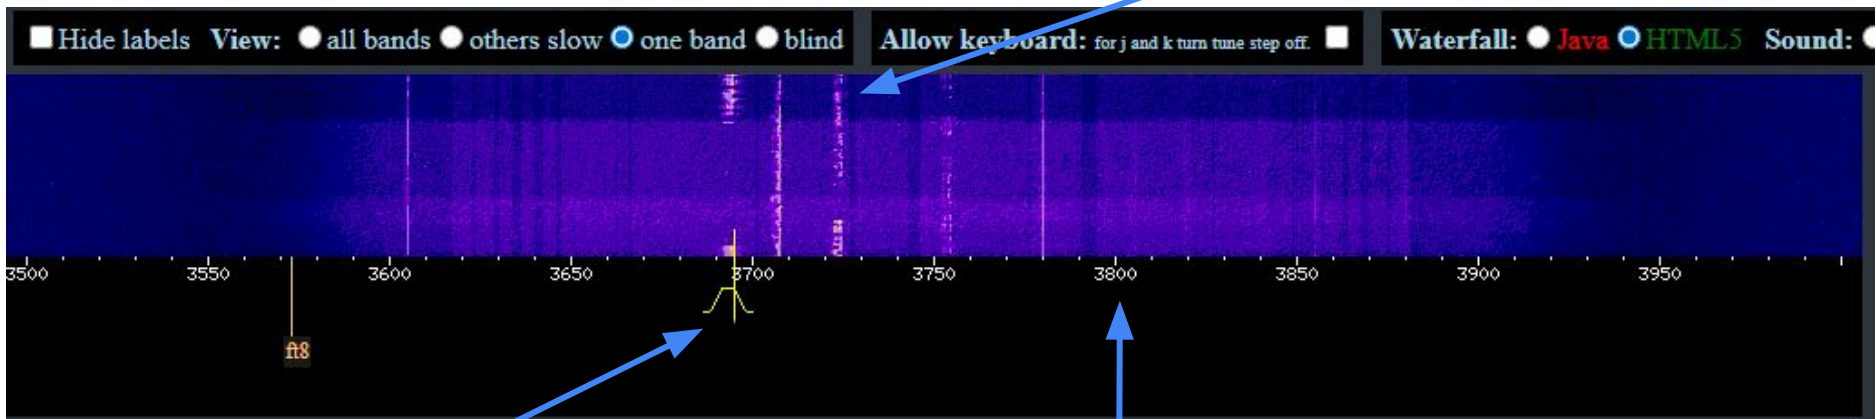 Hide labels View: all bands others slow one band blind Allow keyboard: for j and k turn tune step off. Waterfall: Java HTML5 Sound:
3500 3550 3600 3650 3700 3750 3800 3850 3900 3950
ft8